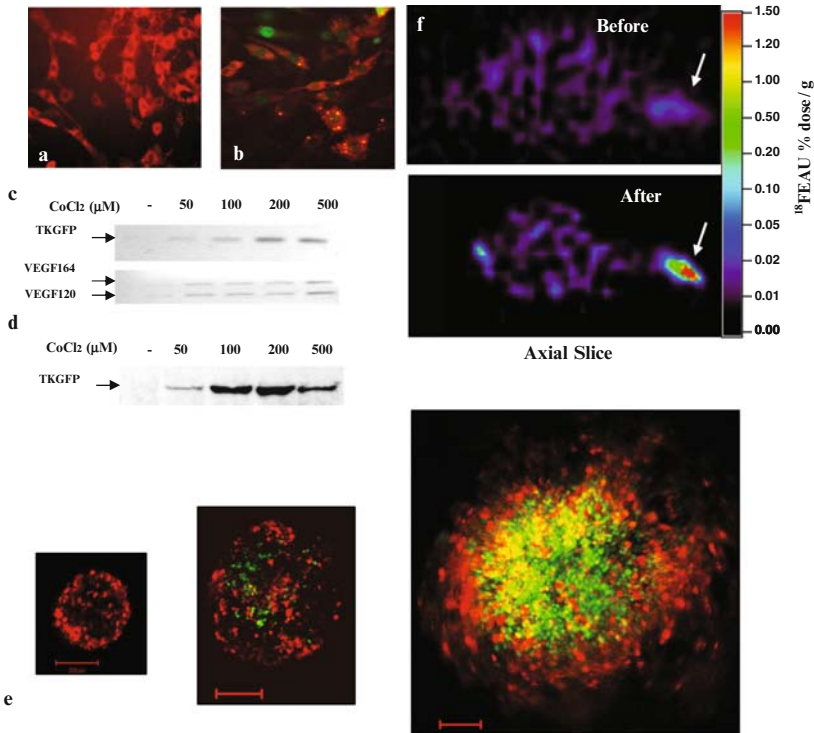 a
b
c
CoCl2 (µM) - 50 100 200 500
TKGFP
VEGF164
VEGF120
d
CoCl2 (µM) - 50 100 200 500
TKGFP
e
f
Before
After
Axial Slice
1.50
1.20
1.00
0.50
0.20
0.10
0.05
0.02
0.01
0.00
18FEAU % dose/g